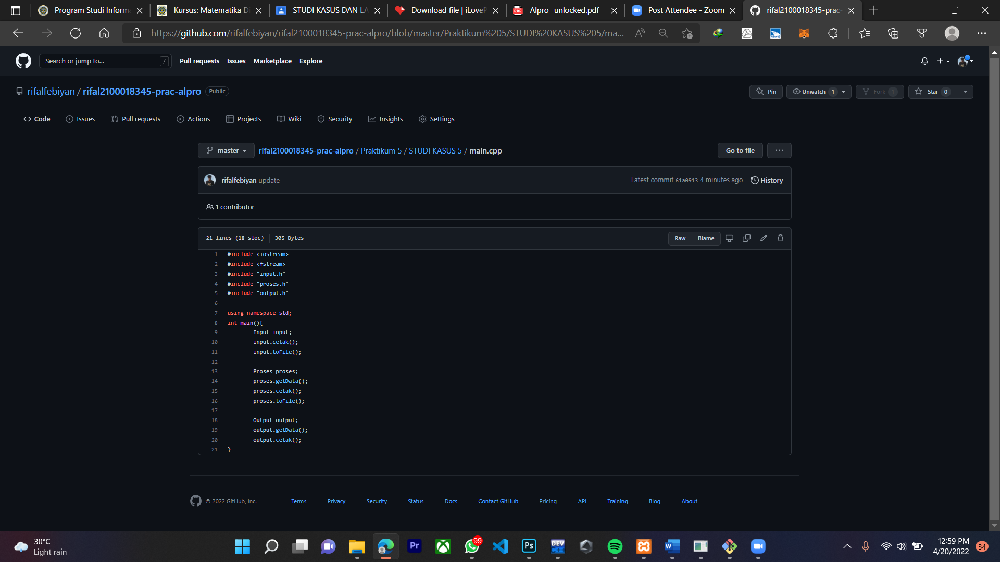 Program Studi Informa
Kursus: Matematika Di
STUDI KASUS DAN LA
Download file | iLoveP
PDF
Alpro _unlocked.pdf
Post Attendee - Zoom
rifal2100018345-prac-
https://github.com/rifalfebiyan/rifal2100018345-prac-alpro/blob/master/Praktikum%205/STUDI%20KASUS%205/ma...
Search or jump to... /
Pull requests Issues Marketplace Explore
rifalfebiyan / rifal2100018345-prac-alpro Public
Pin Unwatch 1 Fork 1 Star 0
Code Issues Pull requests Actions Projects Wiki Security Insights Settings
master rifal2100018345-prac-alpro / Praktikum 5 / STUDI KASUS 5 / main.cpp Go to file ...
rifalfebiyan update Latest commit 61a0913 4 minutes ago History
1 contributor
21 lines (18 sloc) 305 Bytes Raw Blame
1 #include <iostream>
2 #include <fstream>
3 #include "input.h"
4 #include "proses.h"
5 #include "output.h"
6
7 using namespace std;
8 int main(){
9 Input input;
10 input.cetak();
11 input.toFile();
12
13 Proses proses;
14 proses.getData();
15 proses.cetak();
16 proses.toFile();
17
18 Output output;
19 output.getData();
20 output.cetak();
21 }
© 2022 GitHub, Inc. Terms Privacy Security Status Docs Contact GitHub Pricing API Training Blog About
30°C
Light rain
Pr
99
Ps
DEV
C++
W
12:59 PM
4/20/2022
34